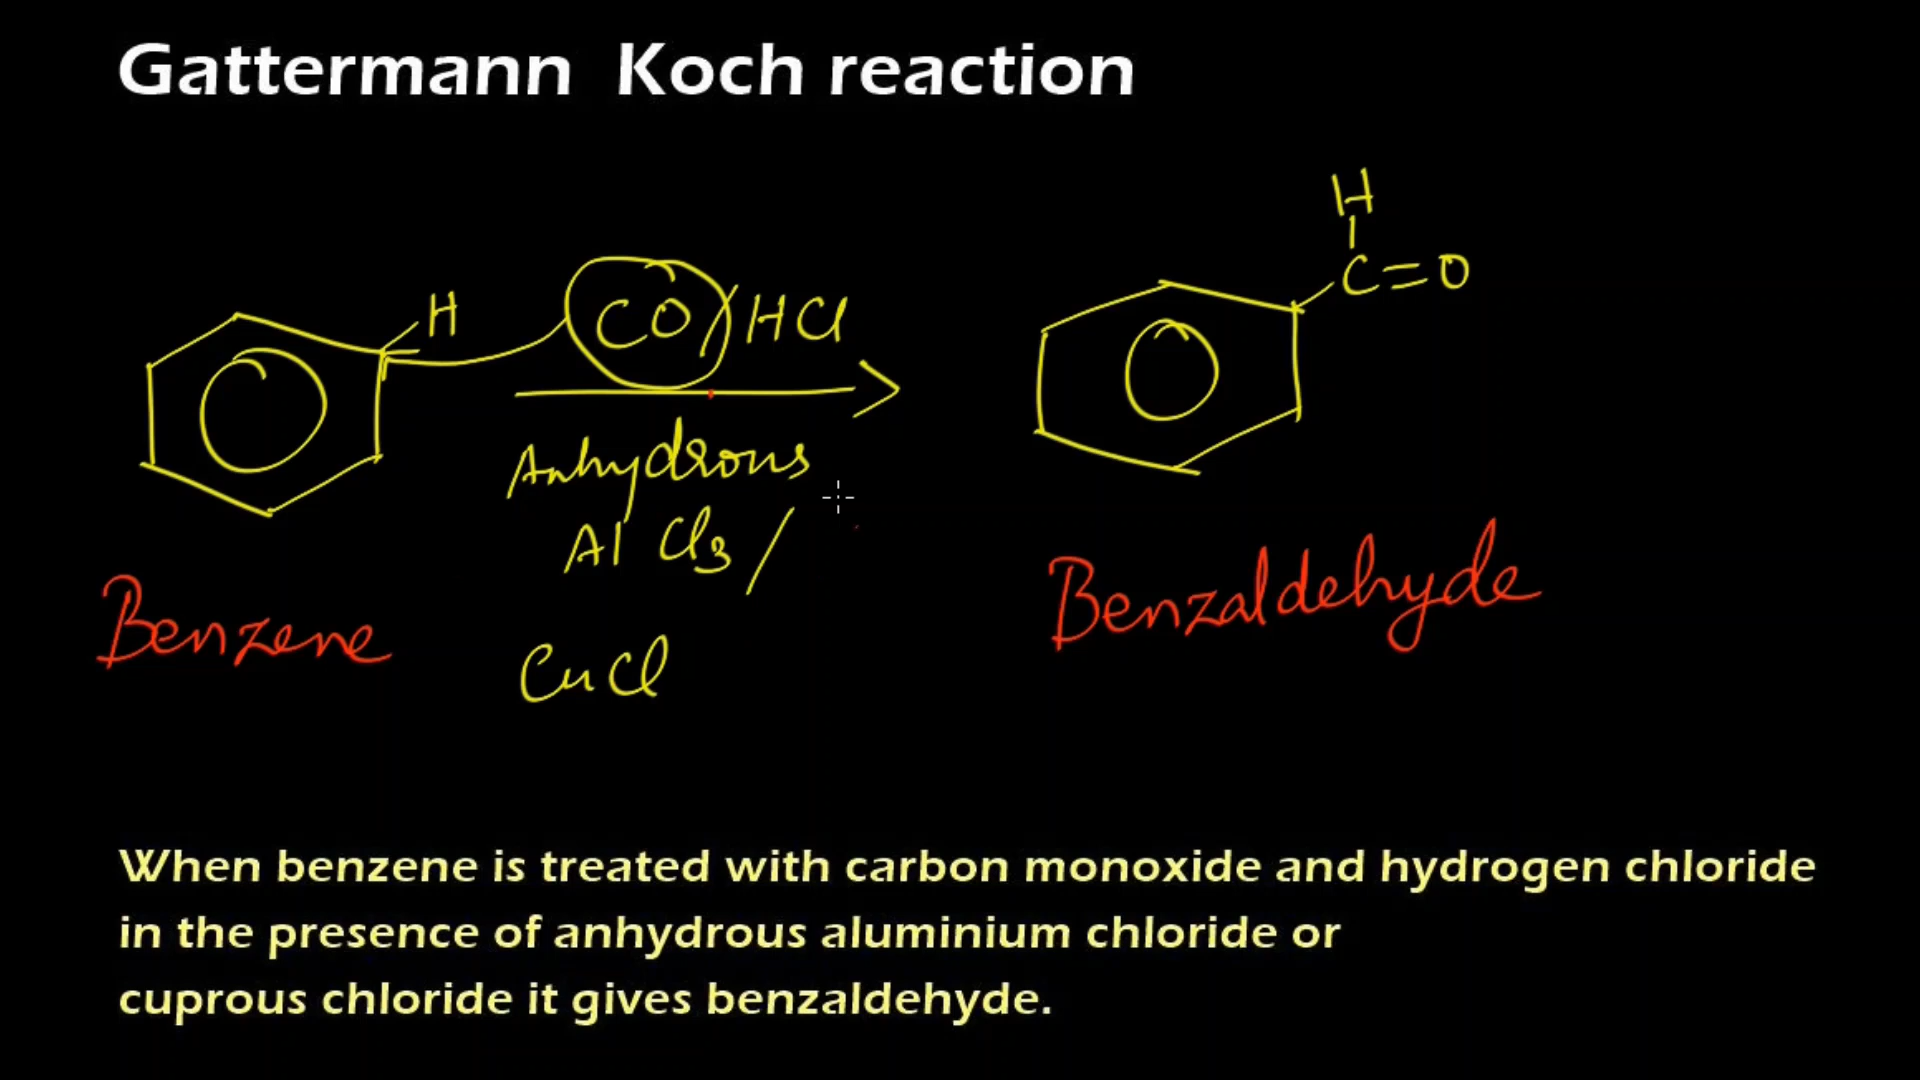 Gattermann Koch reaction
H
C=O
H
CO/HCl
Anhydrous
AlCl3/
CuCl
Benzene
Benzaldehyde
When benzene is treated with carbon monoxide and hydrogen chloride
in the presence of anhydrous aluminium chloride or
cuprous chloride it gives benzaldehyde.